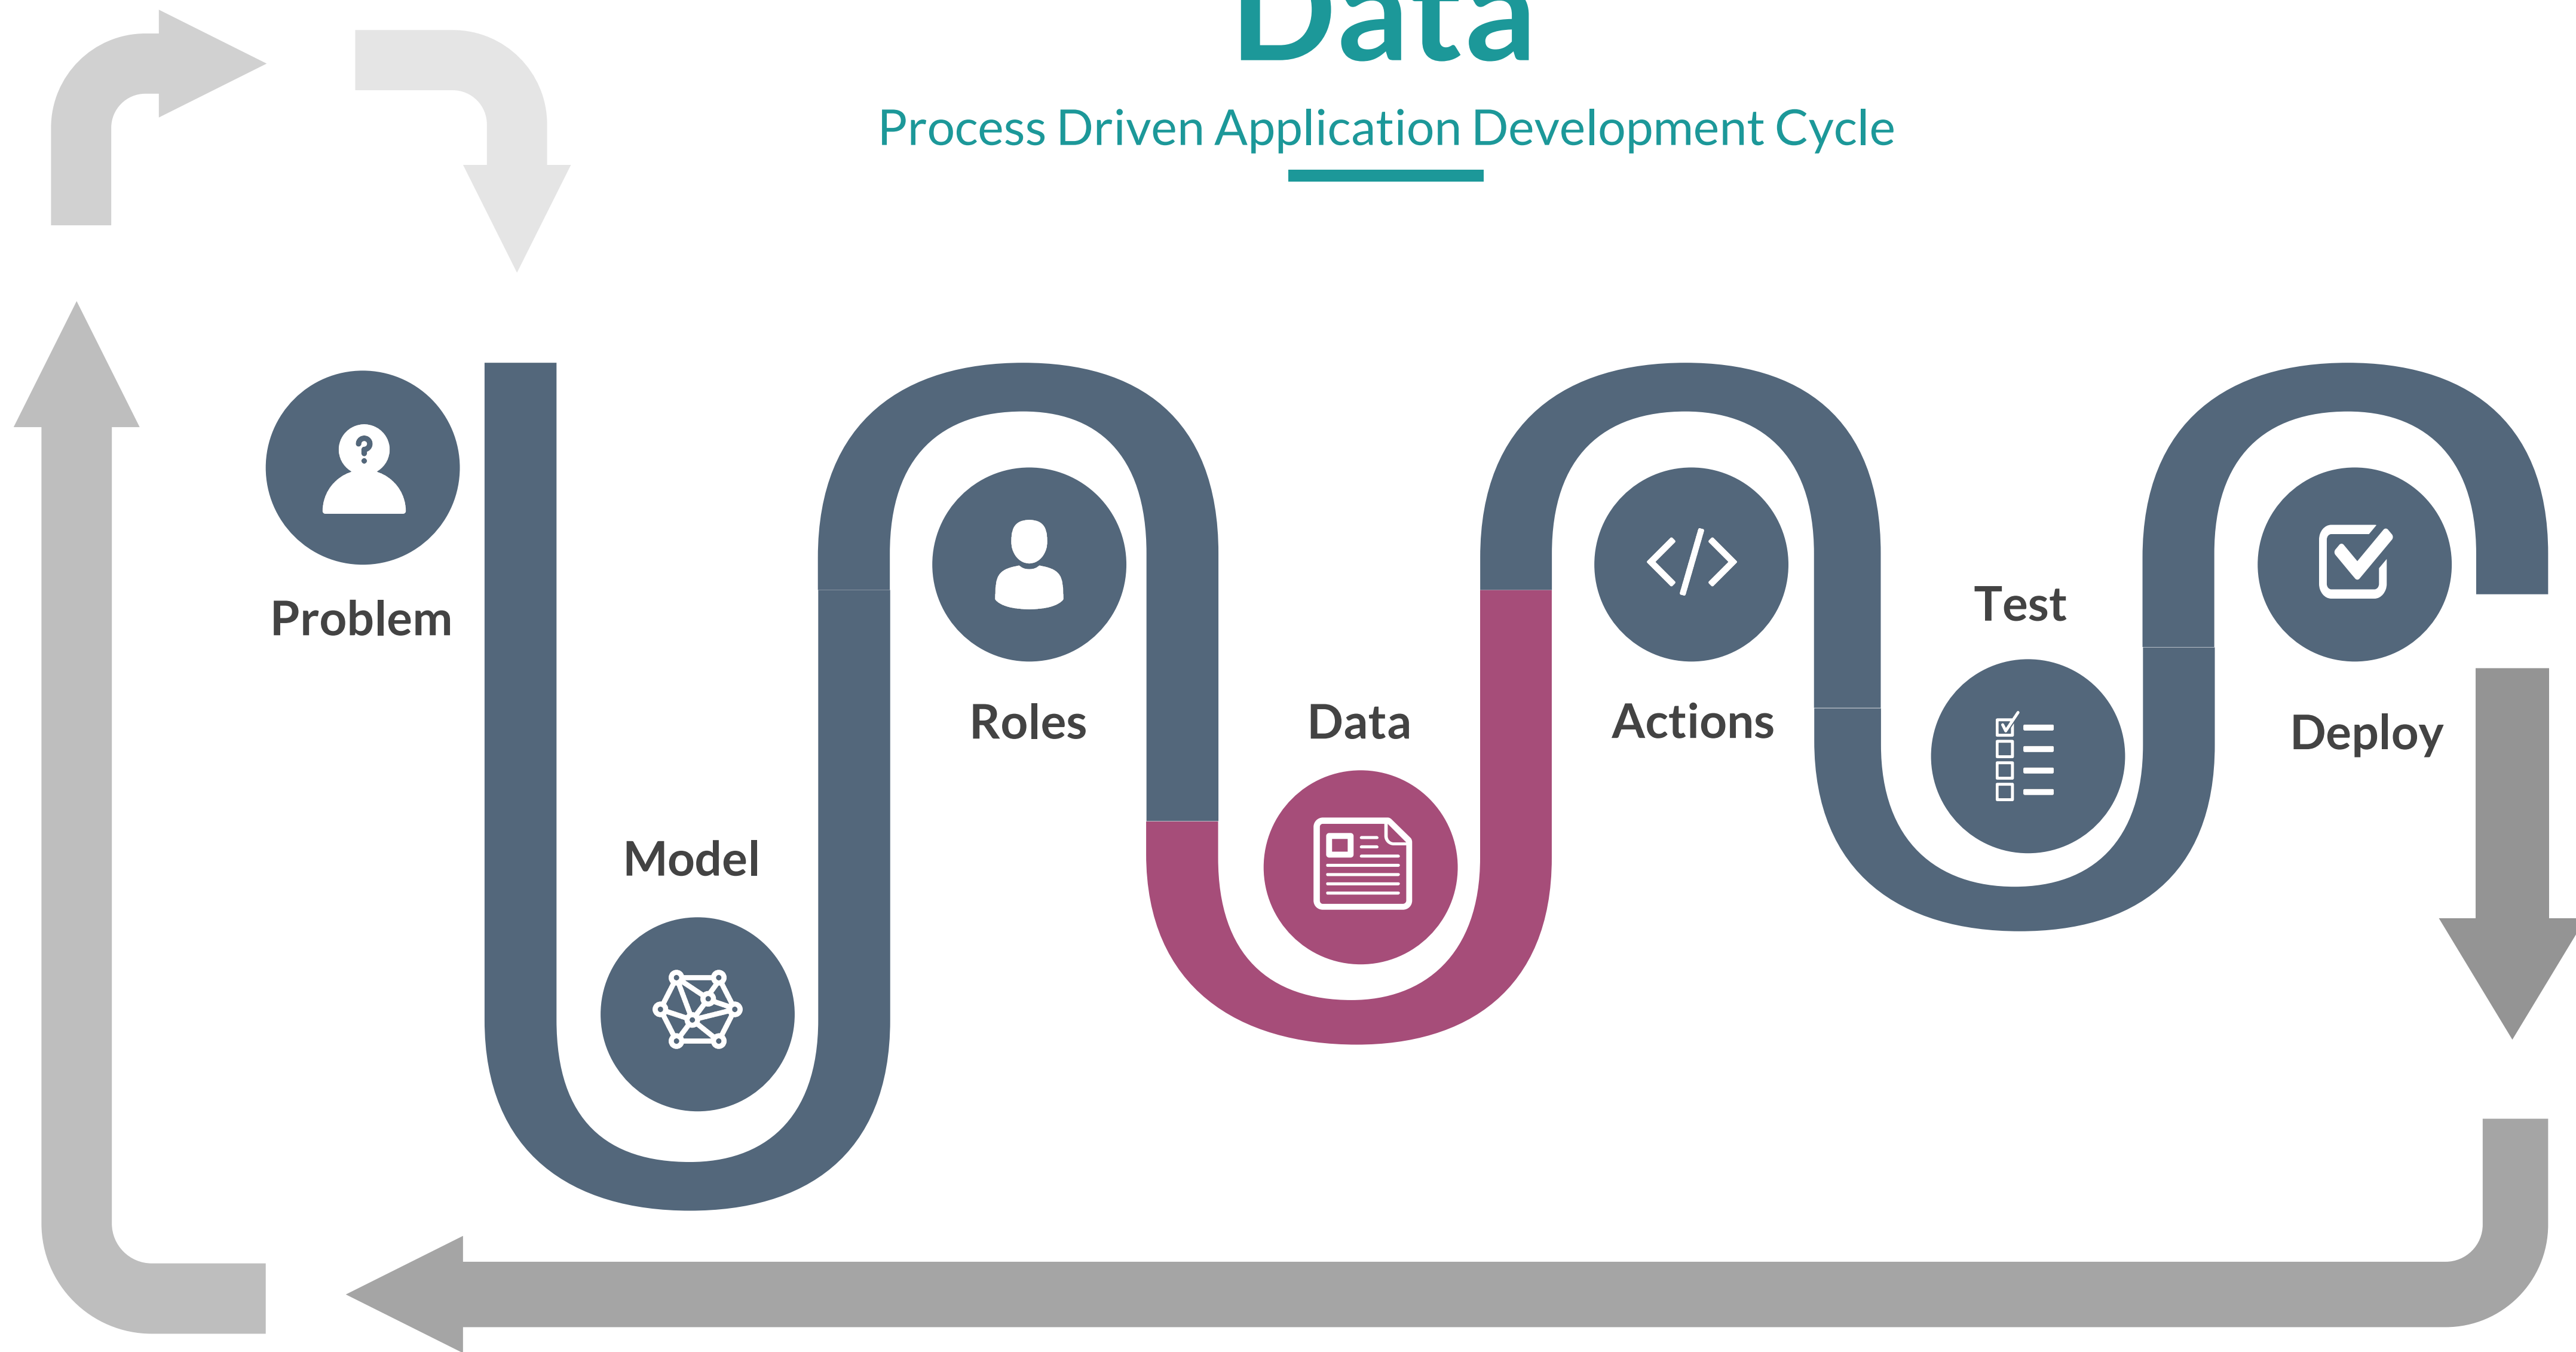 Data
Process Driven Application Development Cycle
Problem
Model
Roles
Data
Actions
Test
Deploy